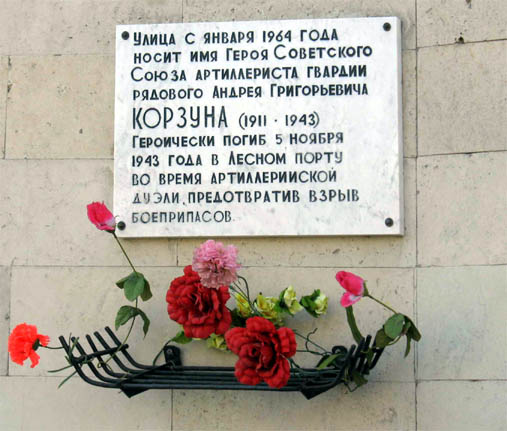 Улица с января 1964 года
носит имя Героя Советского
Союза артиллериста гвардии
рядового Андрея Григорьевича
КОРЗУНА (1911 - 1943)
Героически погиб 5 ноября
1943 года в Лесном порту
во время артиллерийской
дуэли, предотвратив взрыв
боеприпасов.